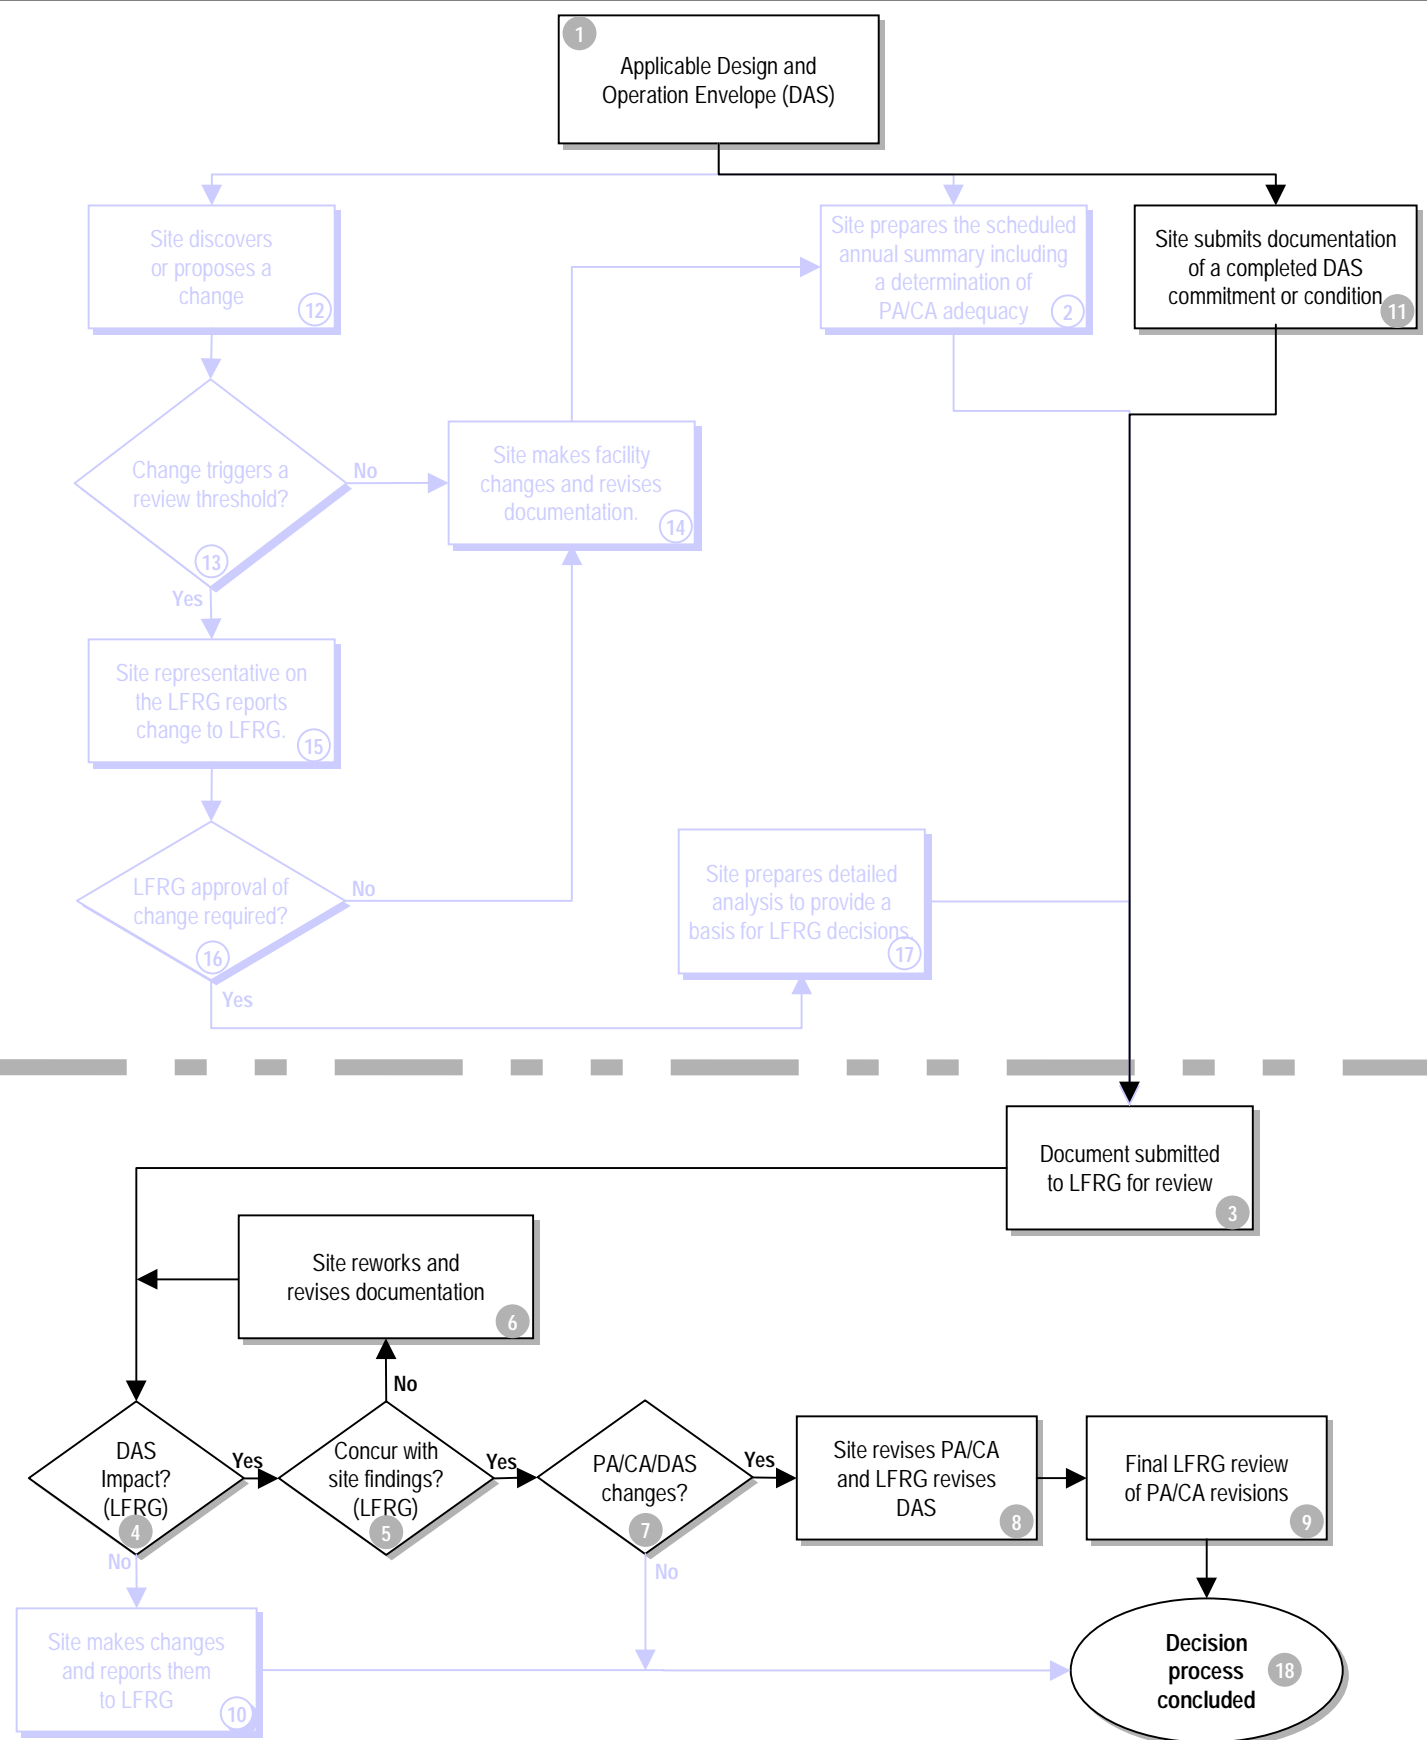 1
Applicable Design and
Operation Envelope (DAS)
Site discovers
or proposes a
change
12
Site prepares the scheduled
annual summary including
a determination of
PA/CA adequacy
2
Site submits documentation
of a completed DAS
commitment or condition
11
Change triggers a
review threshold?
13
No
Yes
Site makes facility
changes and revises
documentation.
14
Site representative on
the LFRG reports
change to LFRG.
15
LFRG approval of
change required?
16
No
Yes
Site prepares detailed
analysis to provide a
basis for LFRG decisions.
17
Document submitted
to LFRG for review
3
Site reworks and
revises documentation
6
No
DAS
Impact?
(LFRG)
4
Yes
No
Concur with
site findings?
(LFRG)
5
Yes
PA/CA/DAS
changes?
7
Yes
No
Site revises PA/CA
and LFRG revises
DAS
8
Final LFRG review
of PA/CA revisions
9
Site makes changes
and reports them
to LFRG
10
Decision
process
concluded
18